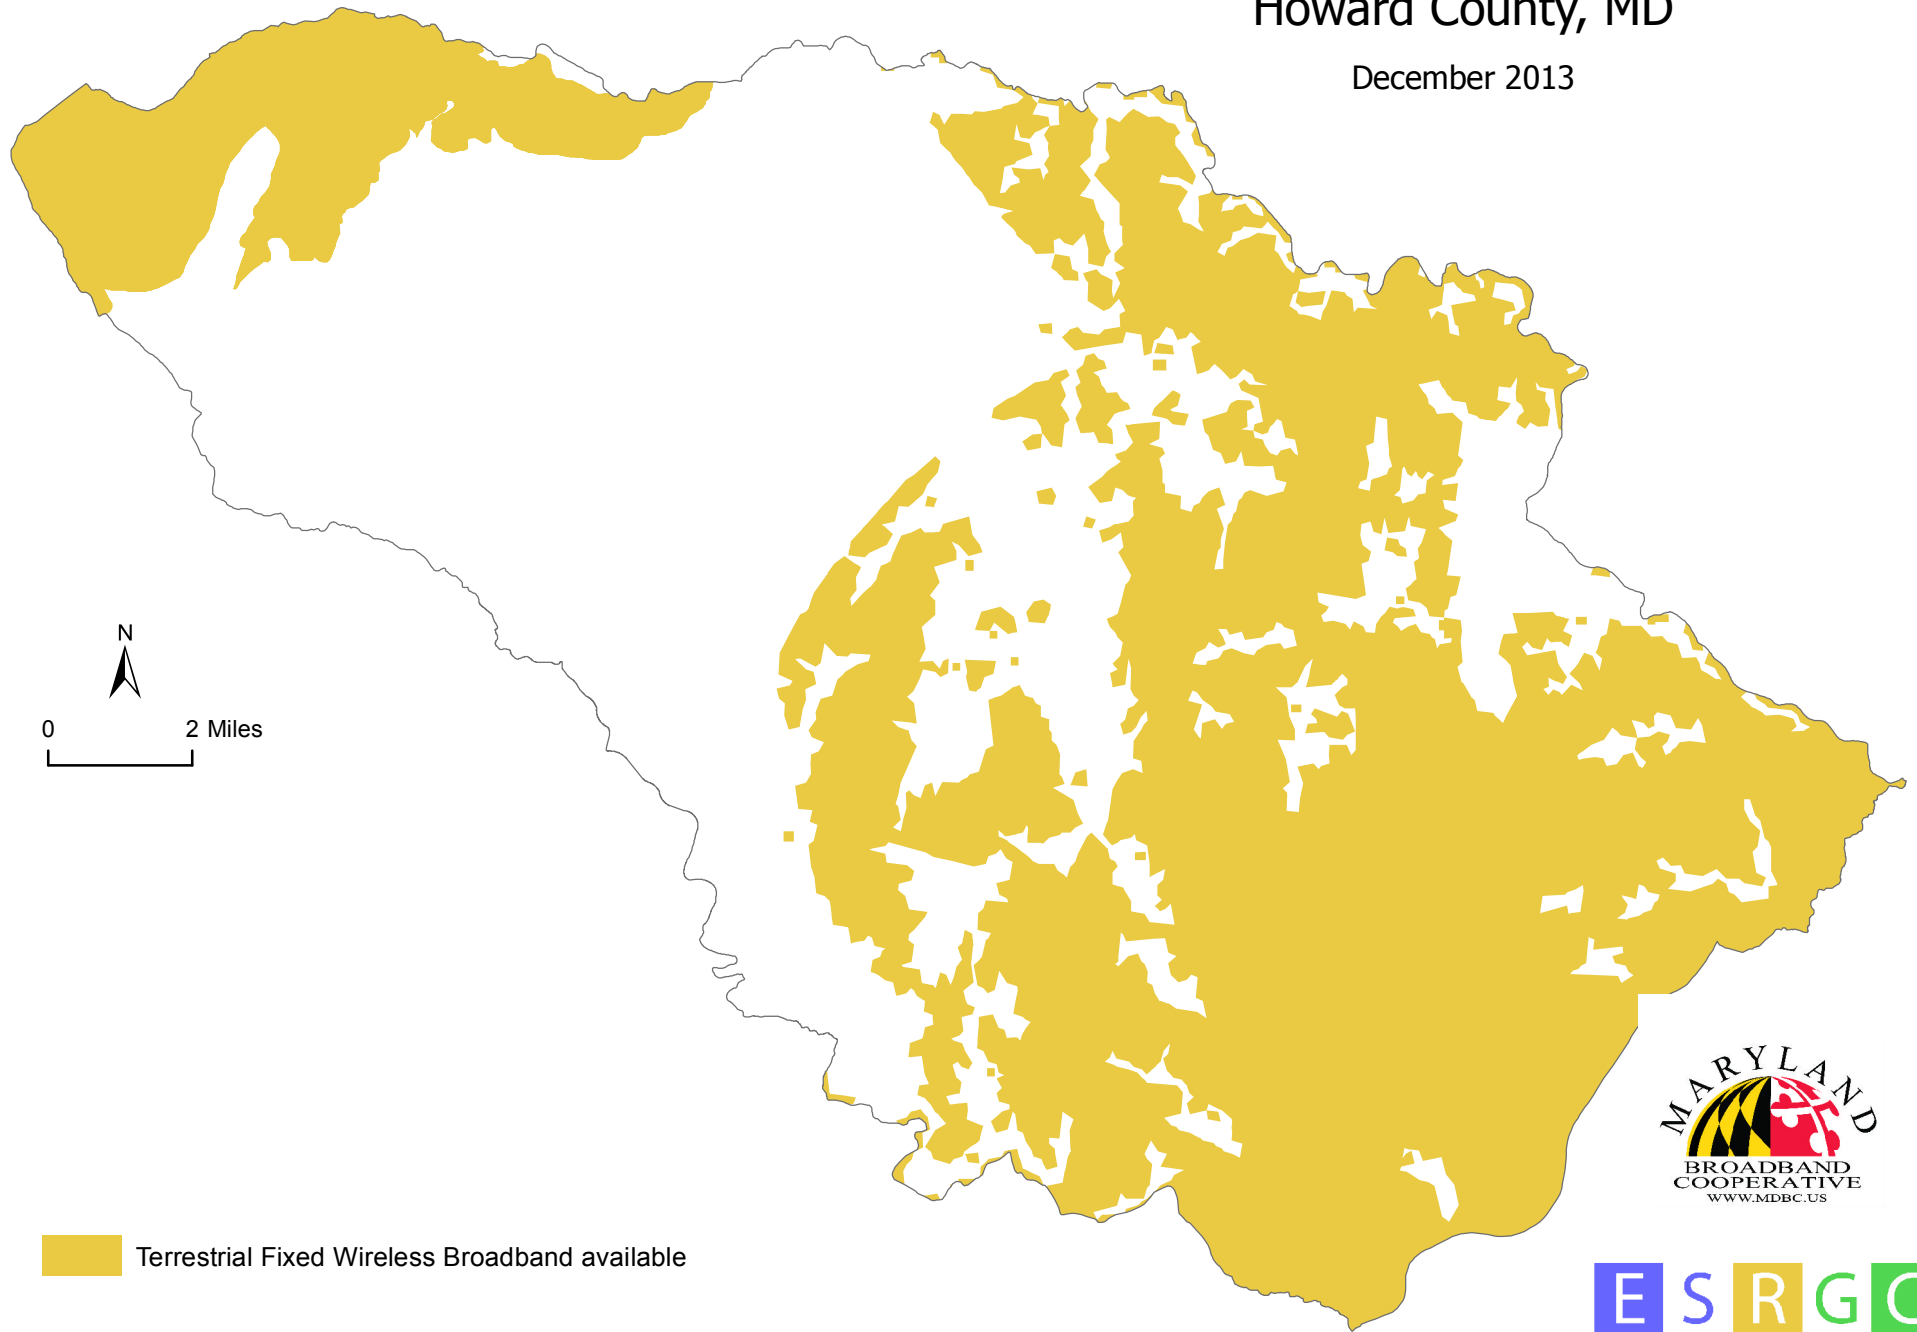 Howard County, MD
December 2013
N
0 2 Miles
MARYLAND
BROADBAND
COOPERATIVE
WWW.MDBC.US
Terrestrial Fixed Wireless Broadband available
ESRGC